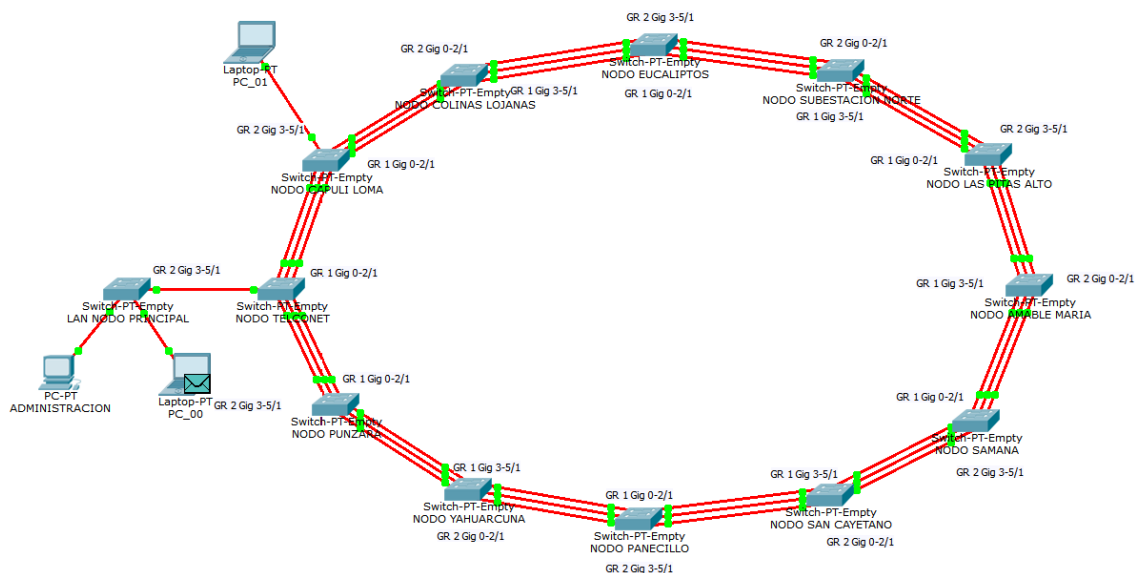 GR 2 Gig 3-5/1
GR 2 Gig 0-2/1
GR 2 Gig 0-2/1
Switch-PT-Empty
NODO EUCALIPTOS
Laptop-PT
PC_01
Switch-PT-Empty
NODO COLINAS LOJANAS
GR 1 Gig 3-5/1
GR 1 Gig 0-2/1
Switch-PT-Empty
NODO SUBESTACION NORTE
GR 1 Gig 3-5/1
GR 2 Gig 3-5/1
GR 2 Gig 3-5/1
GR 1 Gig 0-2/1
GR 1 Gig 0-2/1
Switch-PT-Empty
NODO CAPULI LOMA
Switch-PT-Empty
NODO LAS PITAS ALTO
GR 2 Gig 3-5/1
GR 1 Gig 0-2/1
GR 1 Gig 3-5/1
GR 2 Gig 0-2/1
Switch-PT-Empty
LAN NODO PRINCIPAL
Switch-PT-Empty
NODO TELCONET
Switch-PT-Empty
NODO AMABLE MARIA
PC-PT
ADMINISTRACION
Laptop-PT
PC_00
GR 1 Gig 0-2/1
GR 2 Gig 3-5/1
Switch-PT-Empty
NODO PUNZARA
GR 1 Gig 0-2/1
Switch-PT-Empty
NODO SAMANA
GR 1 Gig 3-5/1
GR 1 Gig 3-5/1
GR 2 Gig 3-5/1
Switch-PT-Empty
NODO YAHUARCUNA
GR 2 Gig 0-2/1
GR 1 Gig 0-2/1
Switch-PT-Empty
NODO PANECILLO
GR 2 Gig 3-5/1
Switch-PT-Empty
NODO SAN CAYETANO
GR 2 Gig 0-2/1